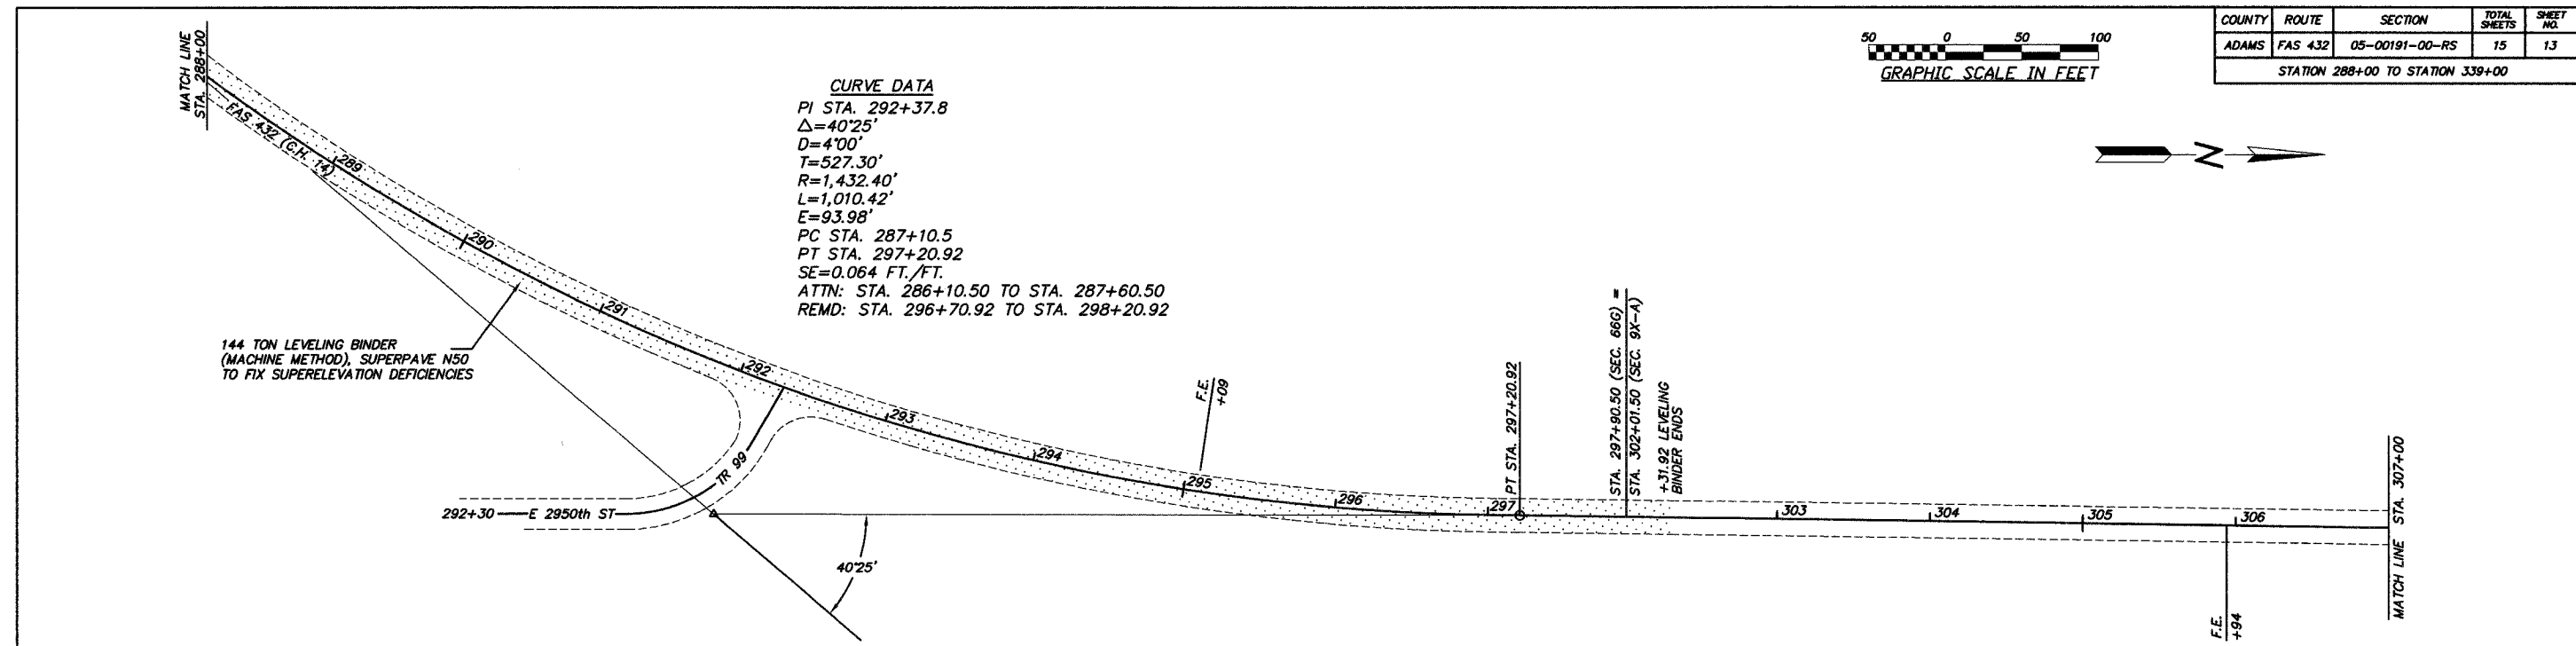 COUNTY ROUTE SECTION TOTAL SHEETS SHEET NO.
ADAMS FAS 432 05-00191-00-RS 15 13
STATION 288+00 TO STATION 339+00
50 0 50 100
GRAPHIC SCALE IN FEET
N
MATCH LINE
STA. 288+00
FAS 432 (C.H. 14)
CURVE DATA
PI STA. 292+37.8
Δ=40°25'
D=4°00'
T=527.30'
R=1,432.40'
L=1,010.42'
E=93.98'
PC STA. 287+10.5
PT STA. 297+20.92
SE=0.064 FT./FT.
ATTN: STA. 286+10.50 TO STA. 287+60.50
REMD: STA. 296+70.92 TO STA. 298+20.92
144 TON LEVELING BINDER
(MACHINE METHOD), SUPERPAVE N50
TO FIX SUPERELEVATION DEFICIENCIES
289
290
291
292
293
294
295
296
297
303
304
305
306
TR 99
292+30
E 2950th ST
40°25'
F.E.
+09
PT STA. 297+20.92
STA. 297+90.50 (SEC. 66G) =
STA. 302+01.50 (SEC. 9X-A)
+31.92 LEVELING
BINDER ENDS
F.E.
+94
MATCH LINE STA. 307+00